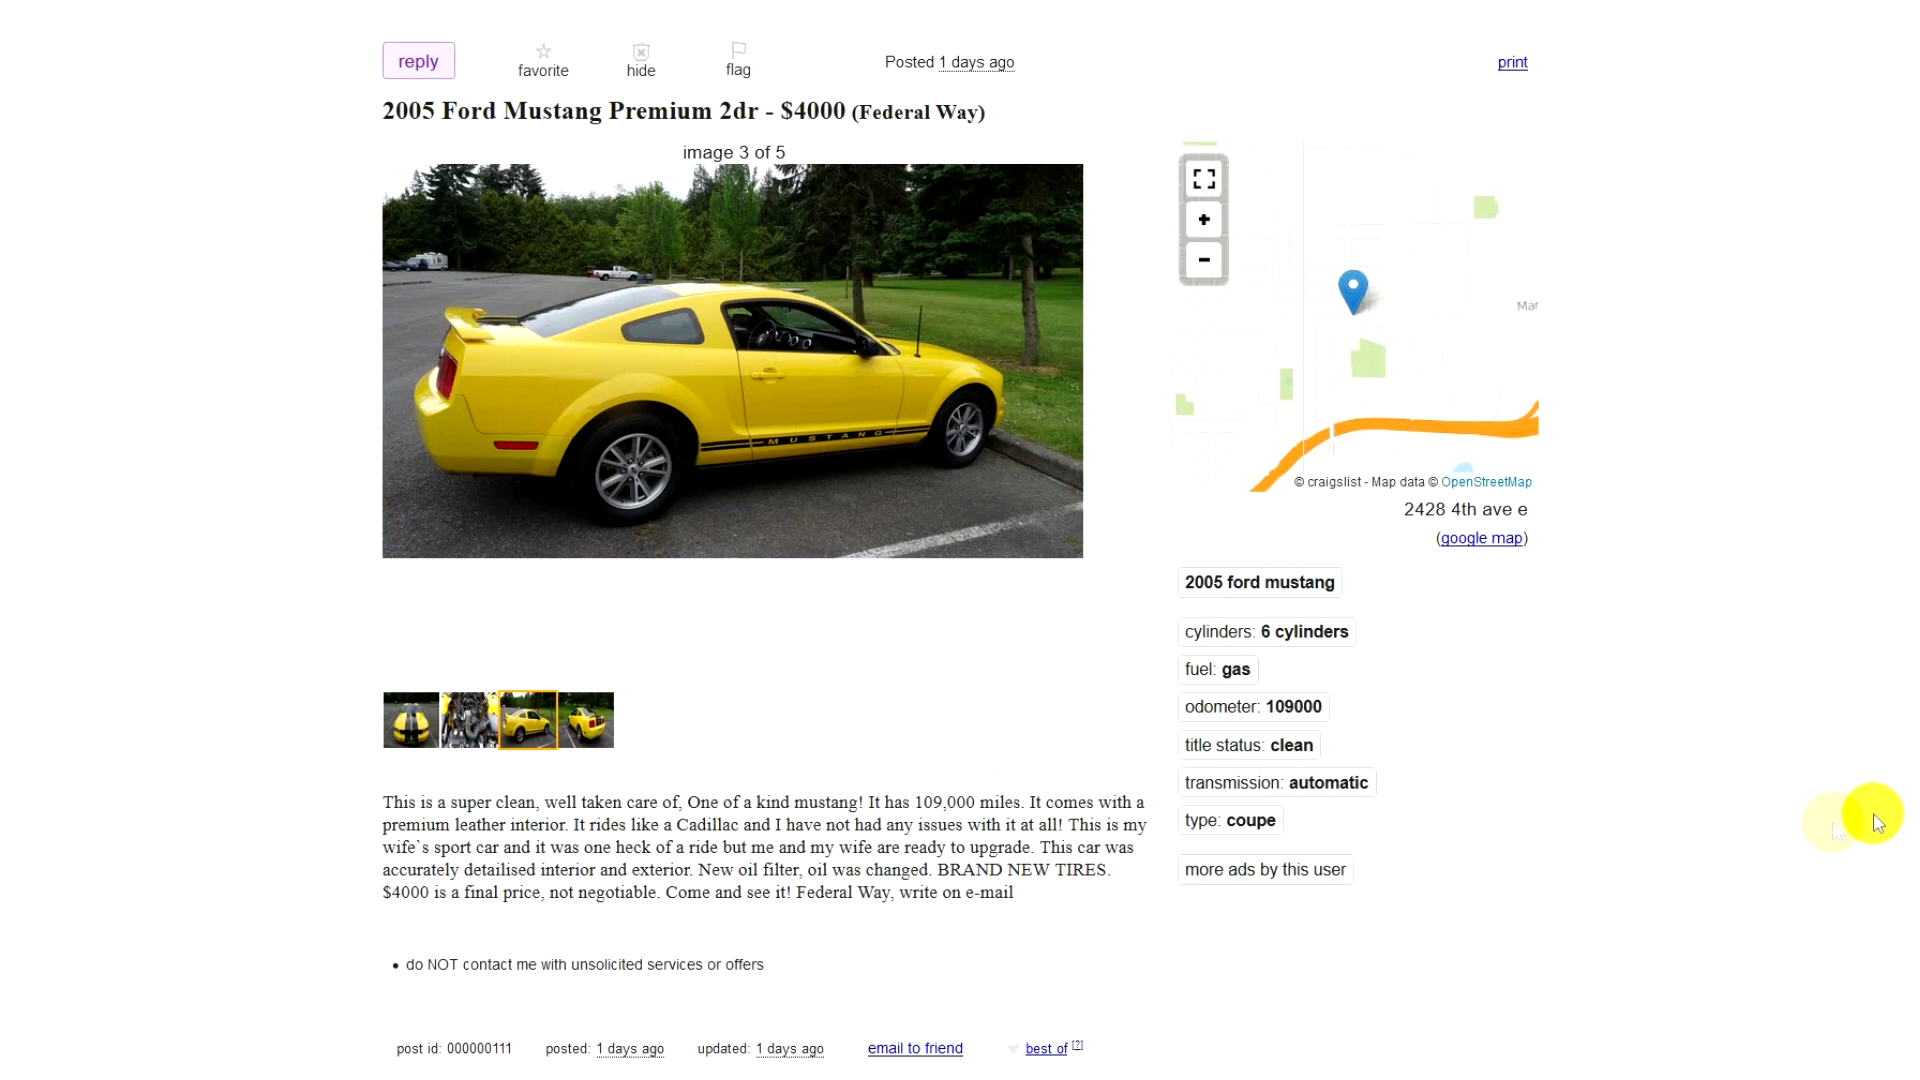 reply
favorite
hide
flag
Posted 1 days ago
print
2005 Ford Mustang Premium 2dr - $4000 (Federal Way)
image 3 of 5
MUSTANG
+
-
Mar
© craigslist - Map data © OpenStreetMap
2428 4th ave e
(google map)
2005 ford mustang
cylinders: 6 cylinders
fuel: gas
odometer: 109000
title status: clean
transmission: automatic
type: coupe
more ads by this user
This is a super clean, well taken care of, One of a kind mustang! It has 109,000 miles. It comes with a
premium leather interior. It rides like a Cadillac and I have not had any issues with it at all! This is my
wife`s sport car and it was one heck of a ride but me and my wife are ready to upgrade. This car was
accurately detailised interior and exterior. New oil filter, oil was changed. BRAND NEW TIRES.
$4000 is a final price, not negotiable. Come and see it! Federal Way, write on e-mail
• do NOT contact me with unsolicited services or offers
post id: 000000111
posted: 1 days ago
updated: 1 days ago
email to friend
best of [?]